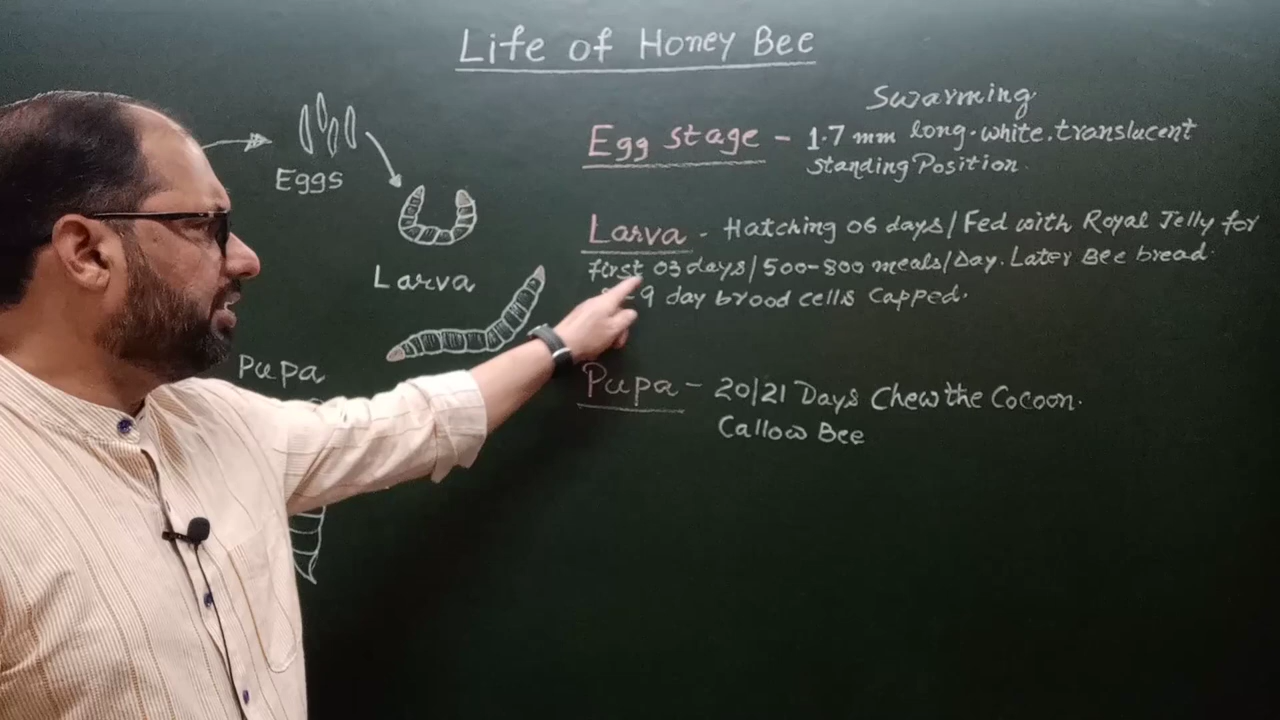 Life of Honey Bee
Swarming
Egg stage - 1.7 mm long. white. translucent
standing Position.
Larva - Hatching 06 days/Fed with Royal Jelly for
first 03 days/500-800 meals/Day. Later Bee bread.
9 day brood cells capped.
Pupa - 20/21 Days Chew the Cocoon.
Callow Bee
Eggs
Larva
Pupa